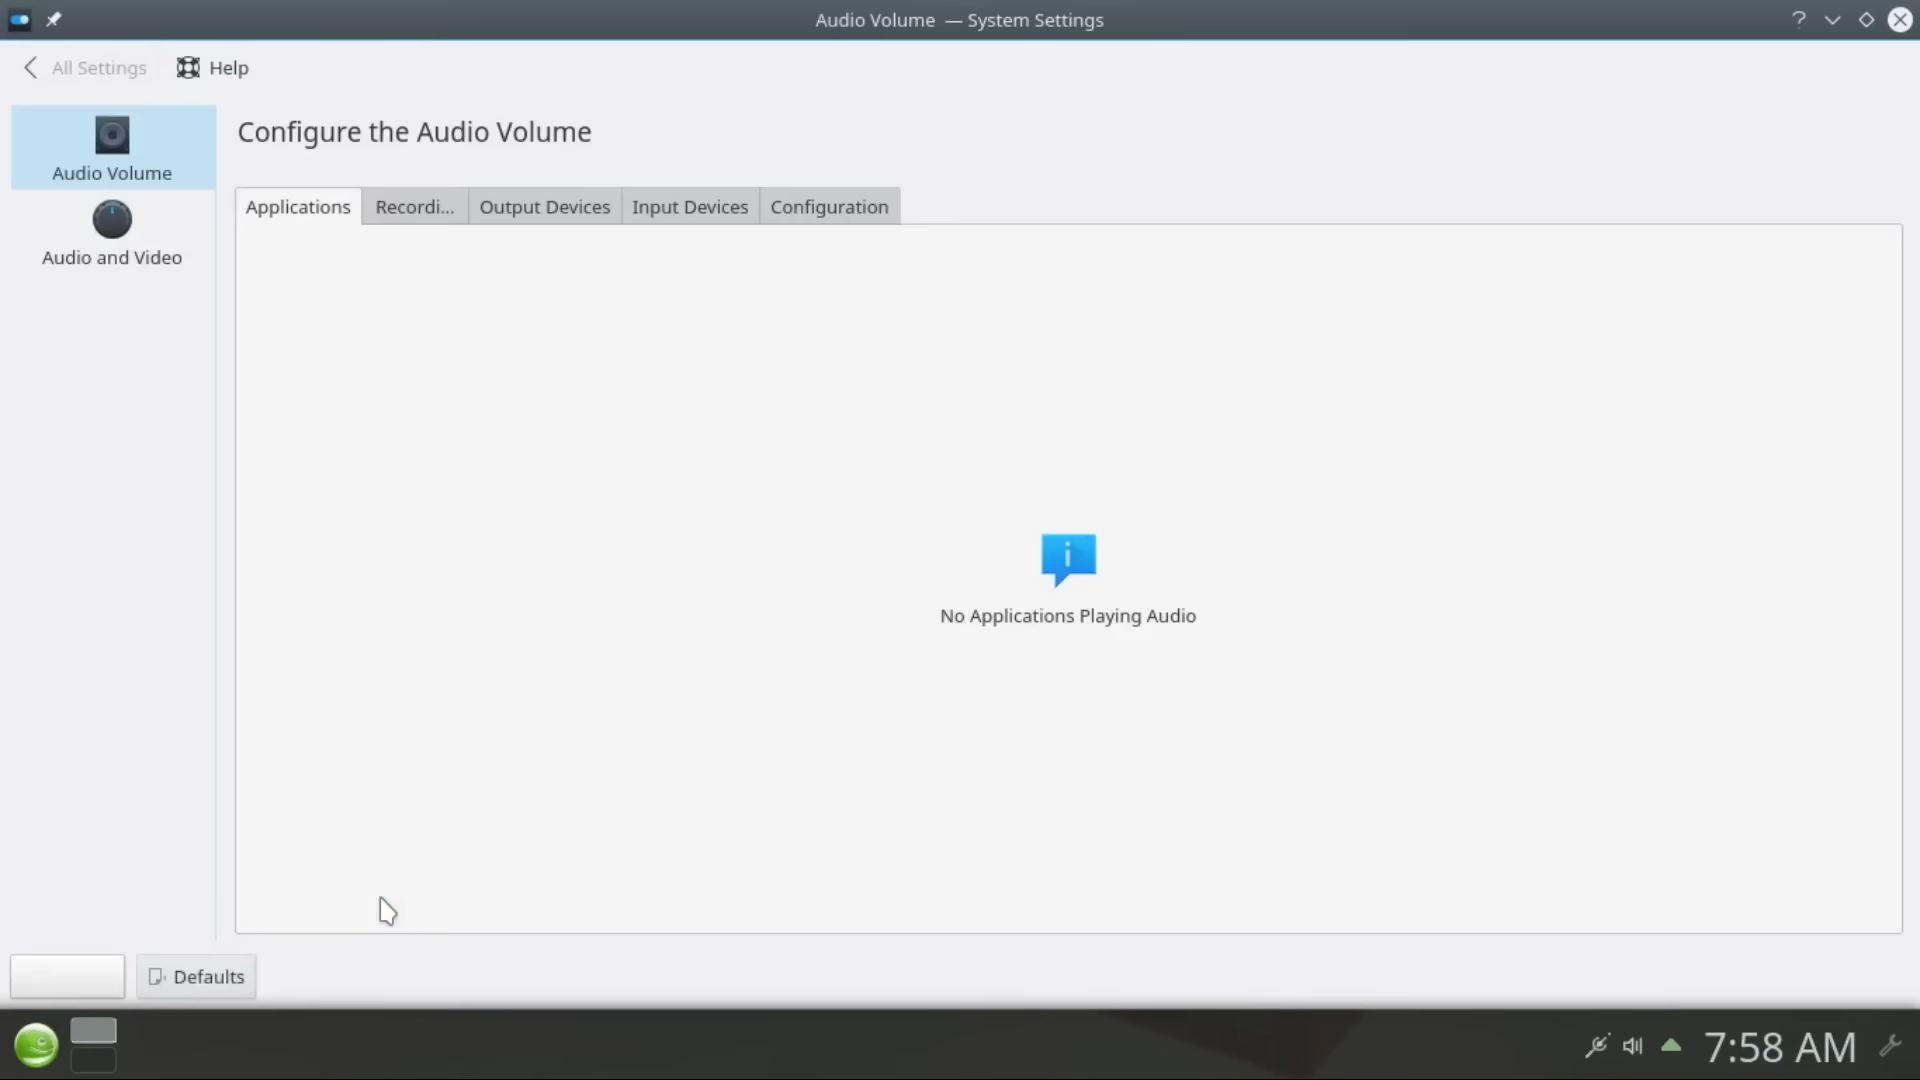 Audio Volume — System Settings
All Settings
Help
Audio Volume
Audio and Video
Configure the Audio Volume
Applications
Recordi...
Output Devices
Input Devices
Configuration
No Applications Playing Audio
Defaults
7:58 AM